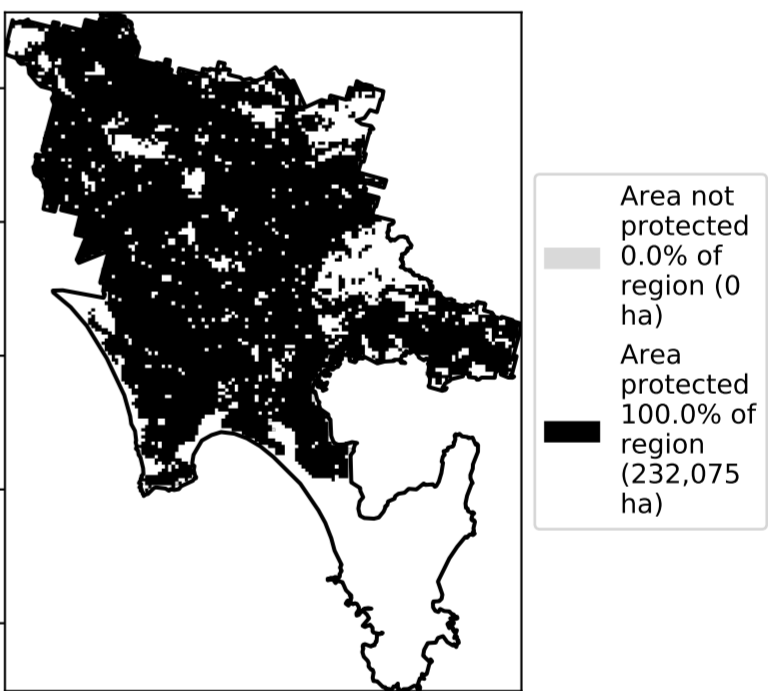 Area not
protected
0.0% of
region (0
ha)
Area
protected
100.0% of
region
(232,075
ha)